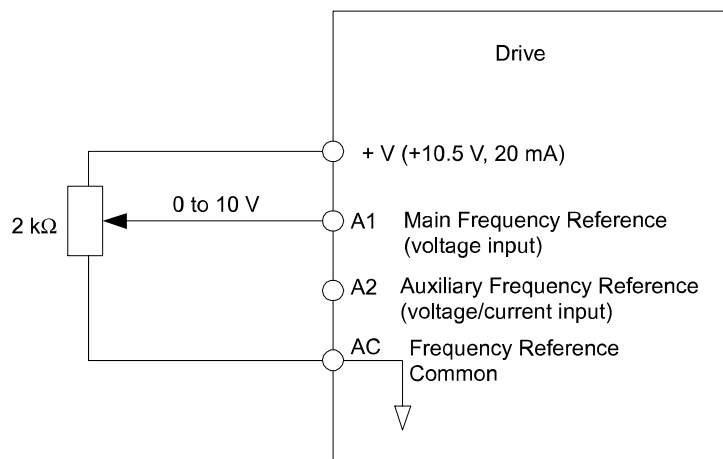 Drive
+ V (+10.5 V, 20 mA)
0 to 10 V
2 kΩ
A1 Main Frequency Reference
(voltage input)
A2 Auxiliary Frequency Reference
(voltage/current input)
AC Frequency Reference
Common